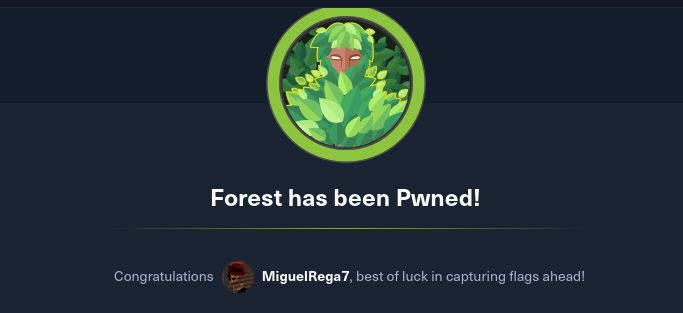 Forest has been Pwned!
Congratulations MiguelRega7, best of luck in capturing flags ahead!